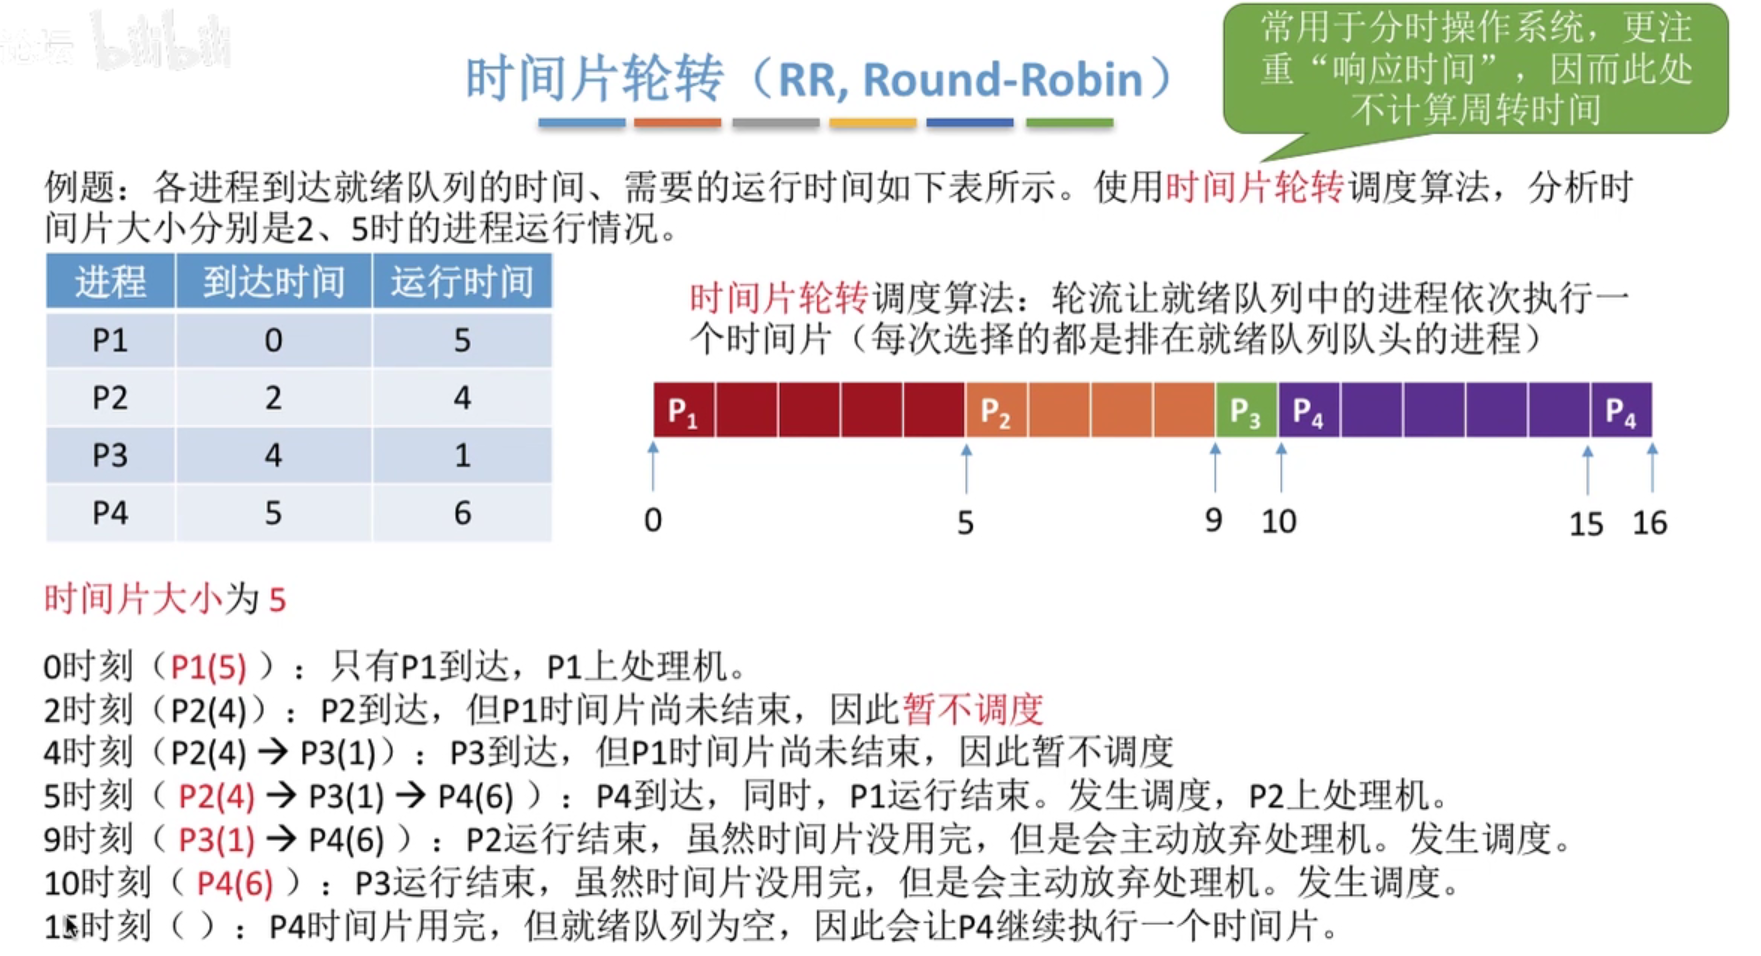 bilibili
常用于分时操作系统，更注
重“响应时间”，因而此处
不计算周转时间
时间片轮转（RR, Round-Robin）
例题：各进程到达就绪队列的时间、需要的运行时间如下表所示。使用时间片轮转调度算法，分析时
间片大小分别是2、5时的进程运行情况。
进程 到达时间 运行时间
P1 0 5
P2 2 4
P3 4 1
P4 5 6
时间片轮转调度算法：轮流让就绪队列中的进程依次执行一
个时间片（每次选择的都是排在就绪队列队头的进程）
P₁ P₂ P₃ P₄ P₄
0 5 9 10 15 16
时间片大小为 5
0时刻（P1(5)）：只有P1到达，P1上处理机。
2时刻（P2(4)）：P2到达，但P1时间片尚未结束，因此暂不调度
4时刻（P2(4) → P3(1)）：P3到达，但P1时间片尚未结束，因此暂不调度
5时刻（ P2(4) → P3(1) → P4(6) ）：P4到达，同时，P1运行结束。发生调度，P2上处理机。
9时刻（ P3(1) → P4(6) ）：P2运行结束，虽然时间片没用完，但是会主动放弃处理机。发生调度。
10时刻（ P4(6) ）：P3运行结束，虽然时间片没用完，但是会主动放弃处理机。发生调度。
15时刻（ ）：P4时间片用完，但就绪队列为空，因此会让P4继续执行一个时间片。